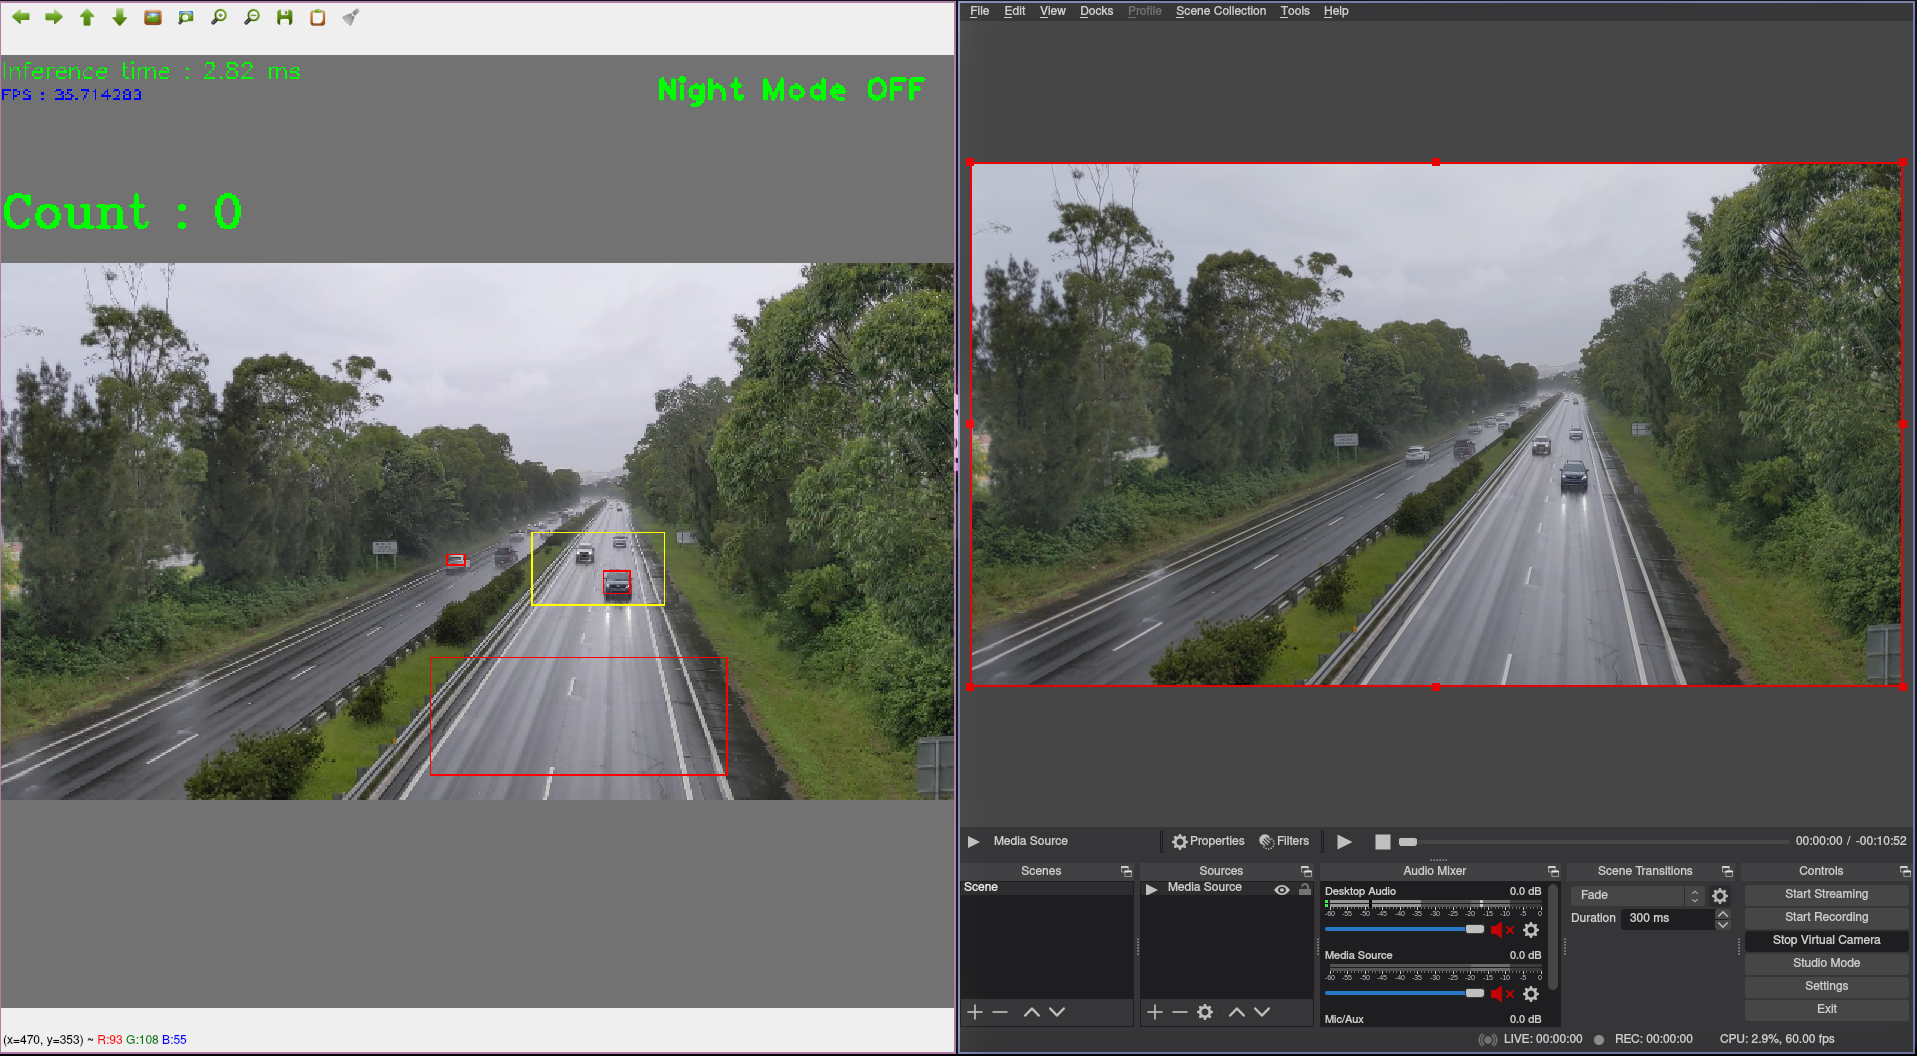 Inference time : 2.82 ms
FPS : 35.714283
Night Mode OFF
Count : 0
(x=470, y=353) ~ R:93 G:108 B:55
File Edit View Docks Profile Scene Collection Tools Help
Media Source
Properties Filters
00:00:00 / -00:10:52
Scenes
Scene
Sources
Media Source
Audio Mixer
Desktop Audio 0.0 dB
-60 -55 -50 -45 -40 -35 -30 -25 -20 -15 -10 -5 0
Media Source 0.0 dB
-60 -55 -50 -45 -40 -35 -30 -25 -20 -15 -10 -5 0
Mic/Aux 0.0 dB
Scene Transitions
Fade
Duration 300 ms
Controls
Start Streaming
Start Recording
Stop Virtual Camera
Studio Mode
Settings
Exit
LIVE: 00:00:00 REC: 00:00:00 CPU: 2.9%, 60.00 fps